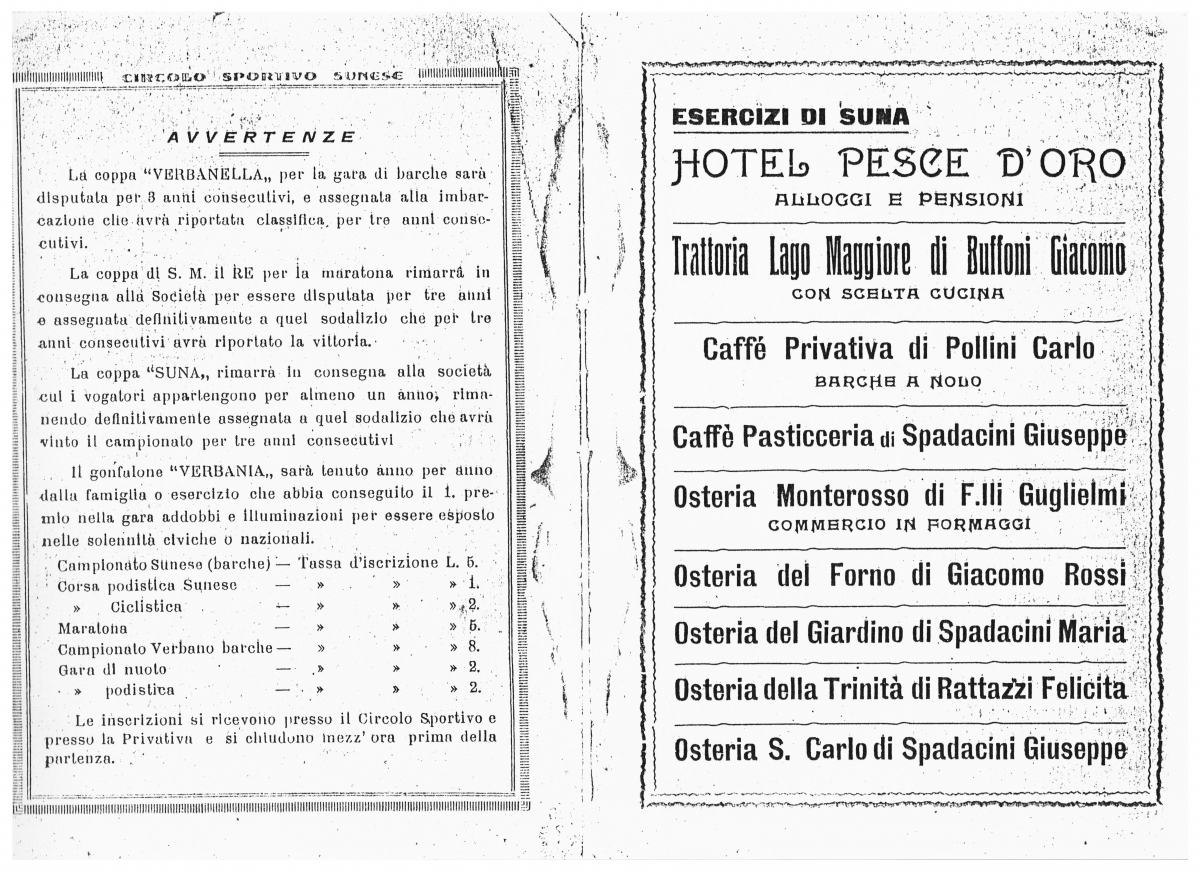 CIRCOLO SPORTIVO SUNESE
AVVERTENZE
La coppa “VERBANELLA„ per la gara di barche sarà
disputata per 3 anni consecutivi, e assegnata alla imbar-
cazione che avrà riportata classifica, per tre anni conse-
cutivi.
La coppa di S. M. il RE per la maratona rimarrà in
consegna alla Società per essere disputata per tre anni
e assegnata definitivamente a quel sodalizio che per tre
anni consecutivi avrà riportato la vittoria.
La coppa “SUNA„ rimarrà in consegna alla società
cui i vogatori appartengono per almeno un anno, rima-
nendo definitivamente assegnata a quel sodalizio che avrà
vinto il campionato per tre anni consecutivi
Il gonfalone “VERBANIA„ sarà tenuto anno per anno
dalla famiglia o esercizio che abbia conseguito il 1. pre-
mio nella gara addobbi e illuminazioni per essere esposto
nelle solennità civiche o nazionali.
Campionato Sunese (barche) — Tassa d'iscrizione L. 5.
Corsa podistica Sunese — » » » 1.
» Ciclistica — » » » 2.
Maratona — » » » 5.
Campionato Verbano barche — » » » 8.
Gara di nuoto — » » » 2.
» podistica — » » » 2.
Le inscrizioni si ricevono presso il Circolo Sportivo e
presso la Privativa e si chiudono mezz' ora prima della
partenza.
ESERCIZI DI SUNA
HOTEL PESCE D'ORO
ALLOGGI E PENSIONI
Trattoria Lago Maggiore di Buffoni Giacomo
CON SCELTA CUCINA
Caffé Privativa di Pollini Carlo
BARCHE A NOLO
Caffè Pasticceria di Spadacini Giuseppe
Osteria Monterosso di F.lli Guglielmi
COMMERCIO IN FORMAGGI
Osteria del Forno di Giacomo Rossi
Osteria del Giardino di Spadacini Maria
Osteria della Trinità di Rattazzi Felicita
Osteria S. Carlo di Spadacini Giuseppe